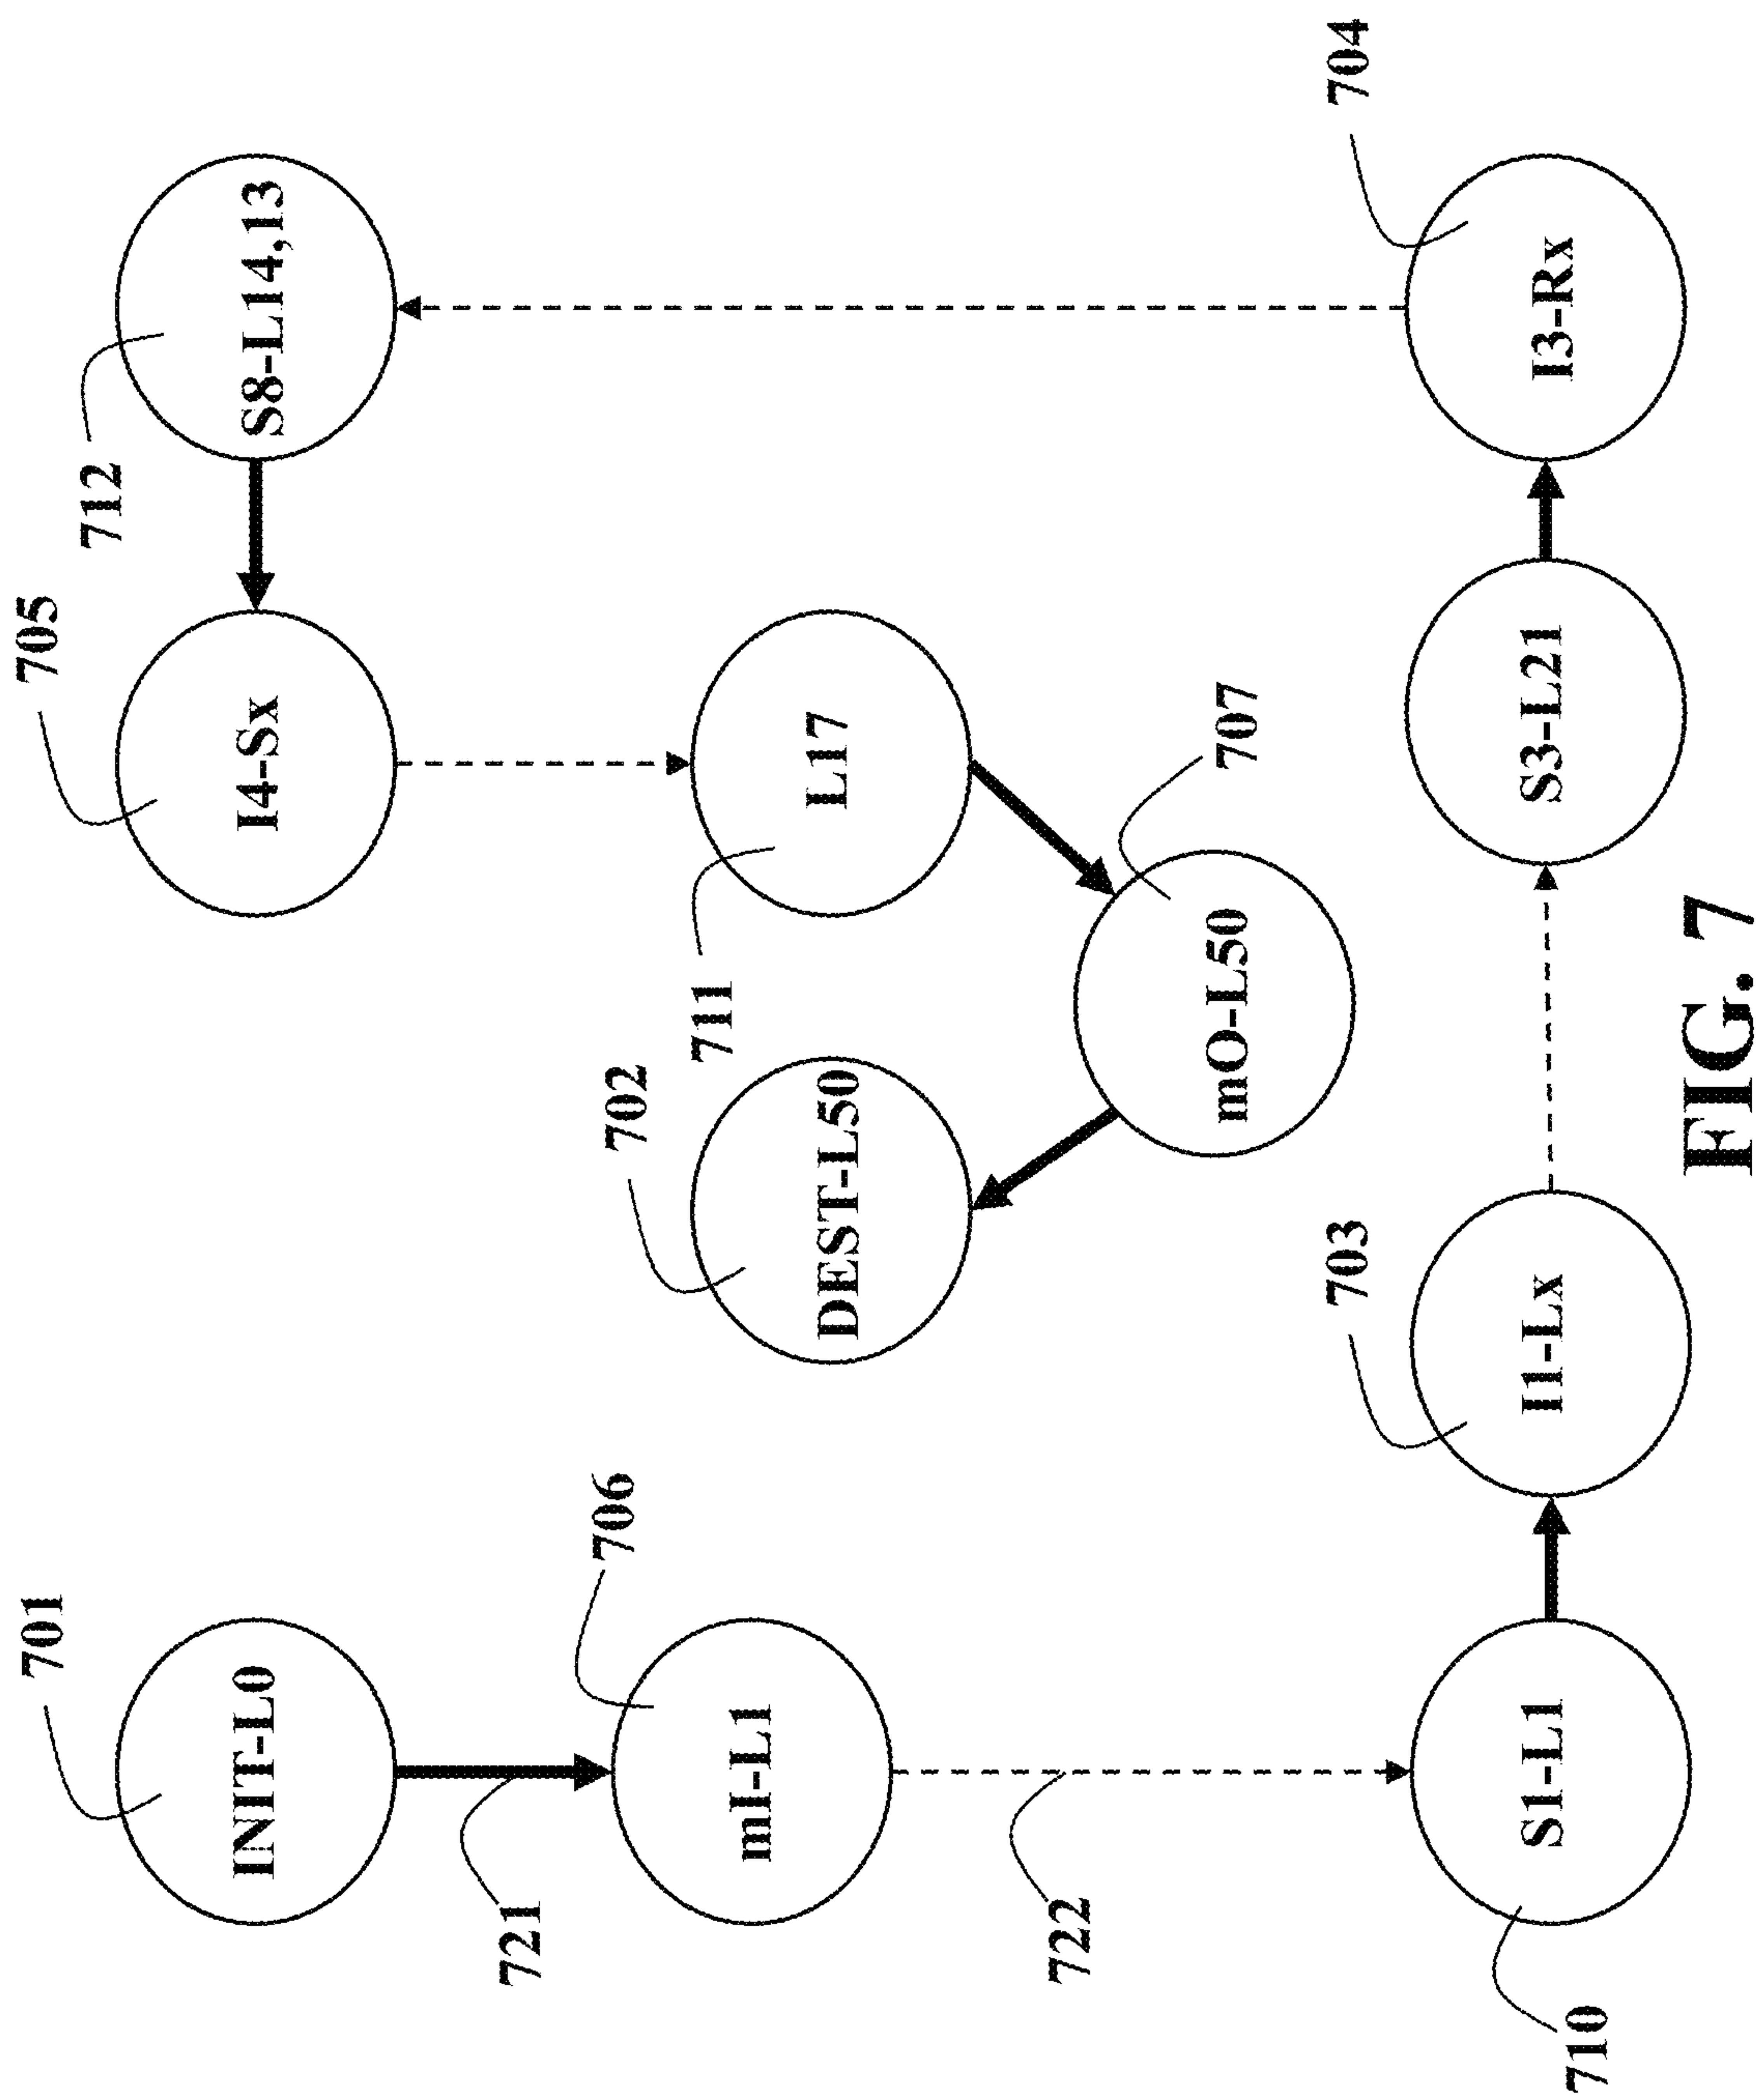 701
INIT-L0
721
706
mI-L1
722
710
S1-L1
703
I1-Lx
S3-L21
704
I3-Rx
712
S8-L14,13
705
I4-Sx
711
L17
707
mO-L50
702
DEST-L50
FIG. 7